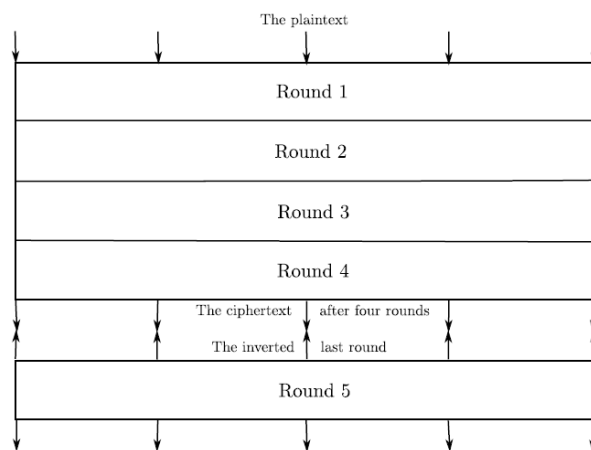 The plaintext
Round 1
Round 2
Round 3
Round 4
The ciphertext after four rounds
The inverted last round
Round 5